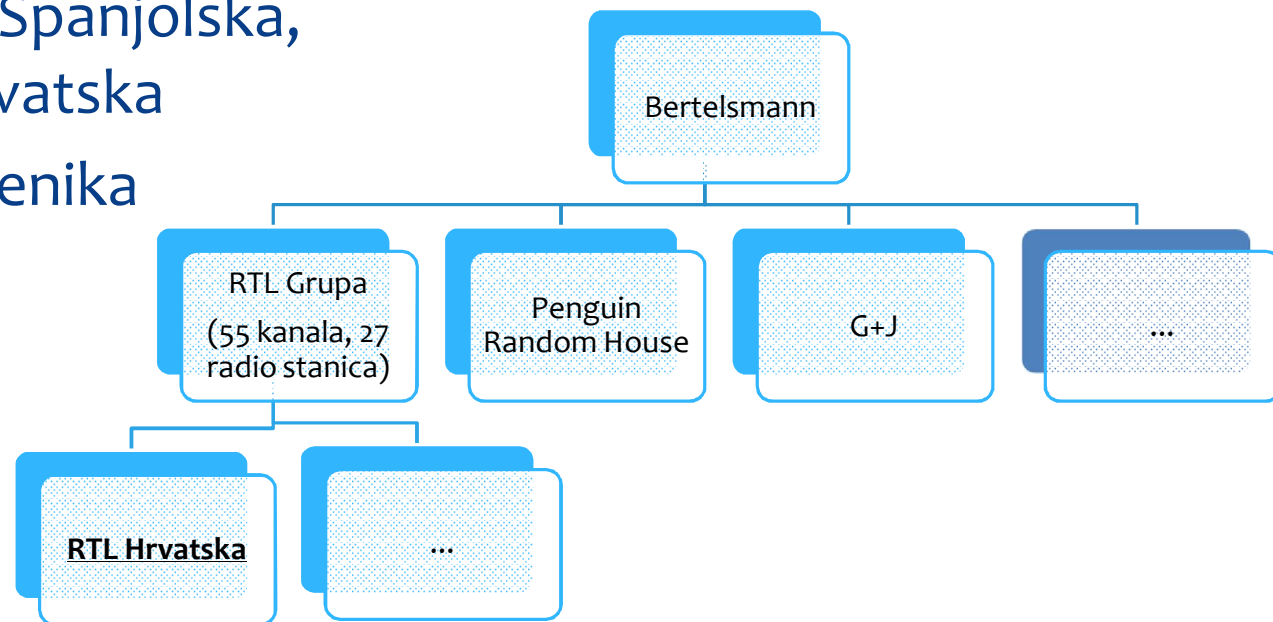 Španjolska,
vatska
enika
Bertelsmann
RTL Grupa
(55 kanala, 27
radio stanica)
Penguin
Random House
G+J
...
RTL Hrvatska
...